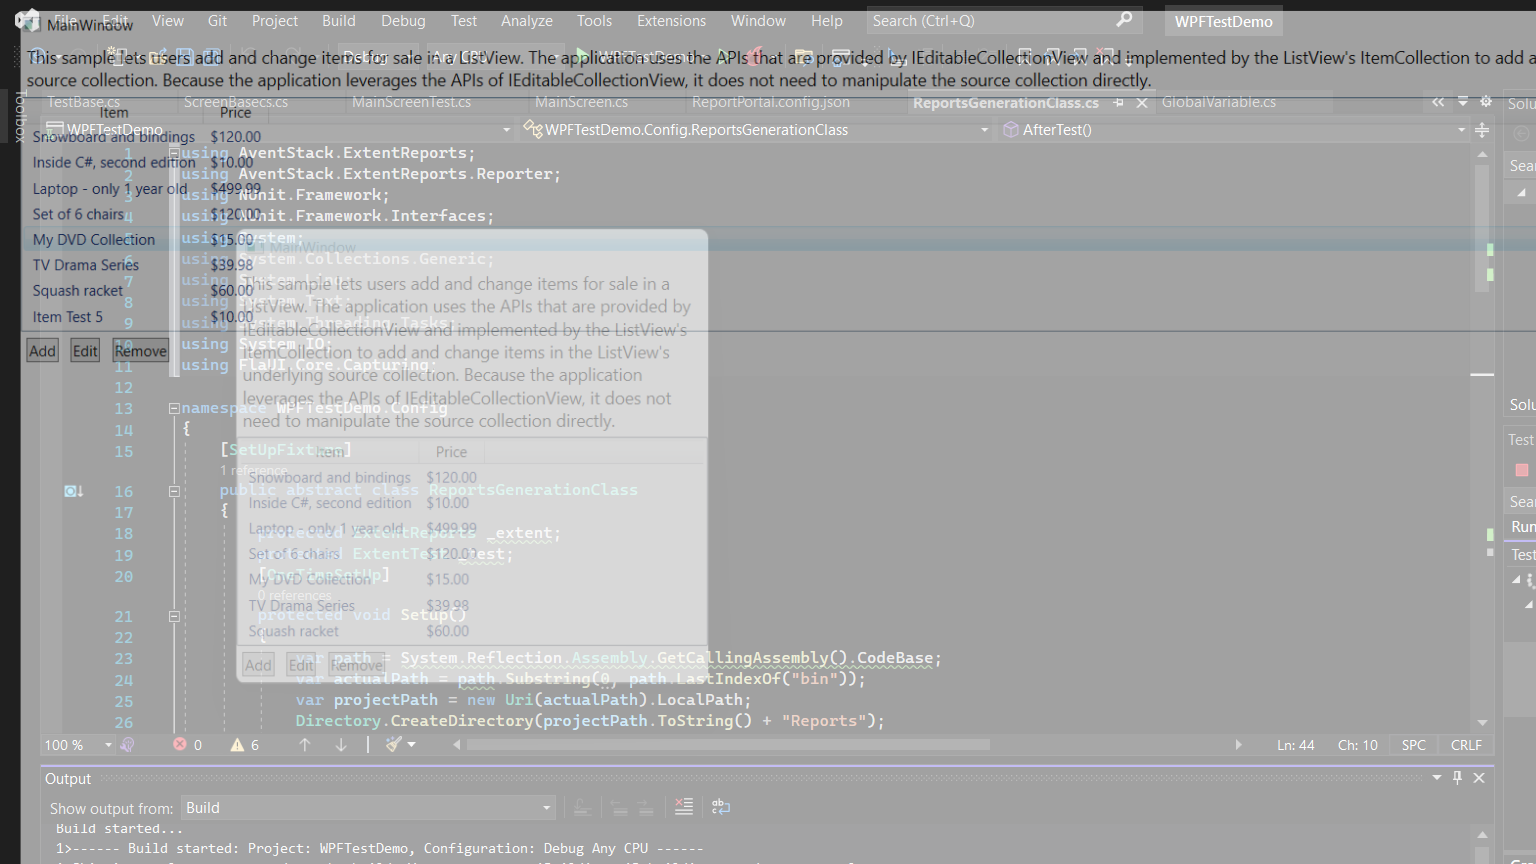 File Edit View Git Project Build Debug Test Analyze Tools Extensions Window Help Search (Ctrl+Q) WPFTestDemo
MainWindow
Debug Any CPU WPFTestDemo
This sample lets users add and change items for sale in a ListView. The application uses the APIs that are provided by IEditableCollectionView and implemented by the ListView's ItemCollection to add a
source collection. Because the application leverages the APIs of IEditableCollectionView, it does not need to manipulate the source collection directly.
Toolbox
TestBase.cs ScreenBasecs.cs MainScreenTest.cs MainScreen.cs ReportPortal.config.json ReportsGenerationClass.cs GlobalVariable.cs
Item Price
Snowboard and bindings $120.00
Inside C#, second edition $10.00
Laptop - only 1 year old $499.99
Set of 6 chairs $120.00
My DVD Collection $15.00
TV Drama Series $39.98
Squash racket $60.00
Item Test 5 $10.00
Add Edit Remove
WPFTestDemo WPFTestDemo.Config.ReportsGenerationClass AfterTest()
1 using AventStack.ExtentReports;
2 using AventStack.ExtentReports.Reporter;
3 using NUnit.Framework;
4 using NUnit.Framework.Interfaces;
5 using System;
6 using System.Collections.Generic;
7 using System.Linq;
8 using System.Text;
9 using System.Threading.Tasks;
10 using System.IO;
11 using FlaUI.Core.Capturing;
12
13 namespace WPFTestDemo.Config
14 {
15 [SetUpFixture]
1 reference
16 public abstract class ReportsGenerationClass
17 {
18 protected ExtentReports _extent;
19 protected ExtentTest _test;
20 [OneTimeSetUp]
0 references
21 protected void Setup()
22 {
23 var path = System.Reflection.Assembly.GetCallingAssembly().CodeBase;
24 var actualPath = path.Substring(0, path.LastIndexOf("bin"));
25 var projectPath = new Uri(actualPath).LocalPath;
26 Directory.CreateDirectory(projectPath.ToString() + "Reports");
MainWindow
This sample lets users add and change items for sale in a
ListView. The application uses the APIs that are provided by
IEditableCollectionView and implemented by the ListView's
ItemCollection to add and change items in the ListView's
underlying source collection. Because the application
leverages the APIs of IEditableCollectionView, it does not
need to manipulate the source collection directly.
Item Price
Snowboard and bindings $120.00
Inside C#, second edition $10.00
Laptop - only 1 year old $499.99
Set of 6 chairs $120.00
My DVD Collection $15.00
TV Drama Series $39.98
Squash racket $60.00
Add Edit Remove
100 % 0 6 Ln: 44 Ch: 10 SPC CRLF
Output
Show output from: Build
Build started...
1>------ Build started: Project: WPFTestDemo, Configuration: Debug Any CPU ------
Solu
Sear
Solu
Test
Sear
Run
Test